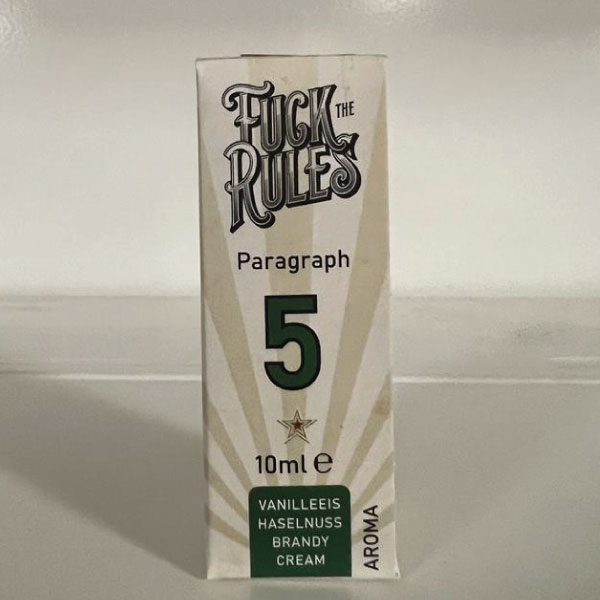 FUCK THE
RULES
Paragraph
5
10ml ℮
VANILLEEIS
HASELNUSS
BRANDY
CREAM
AROMA